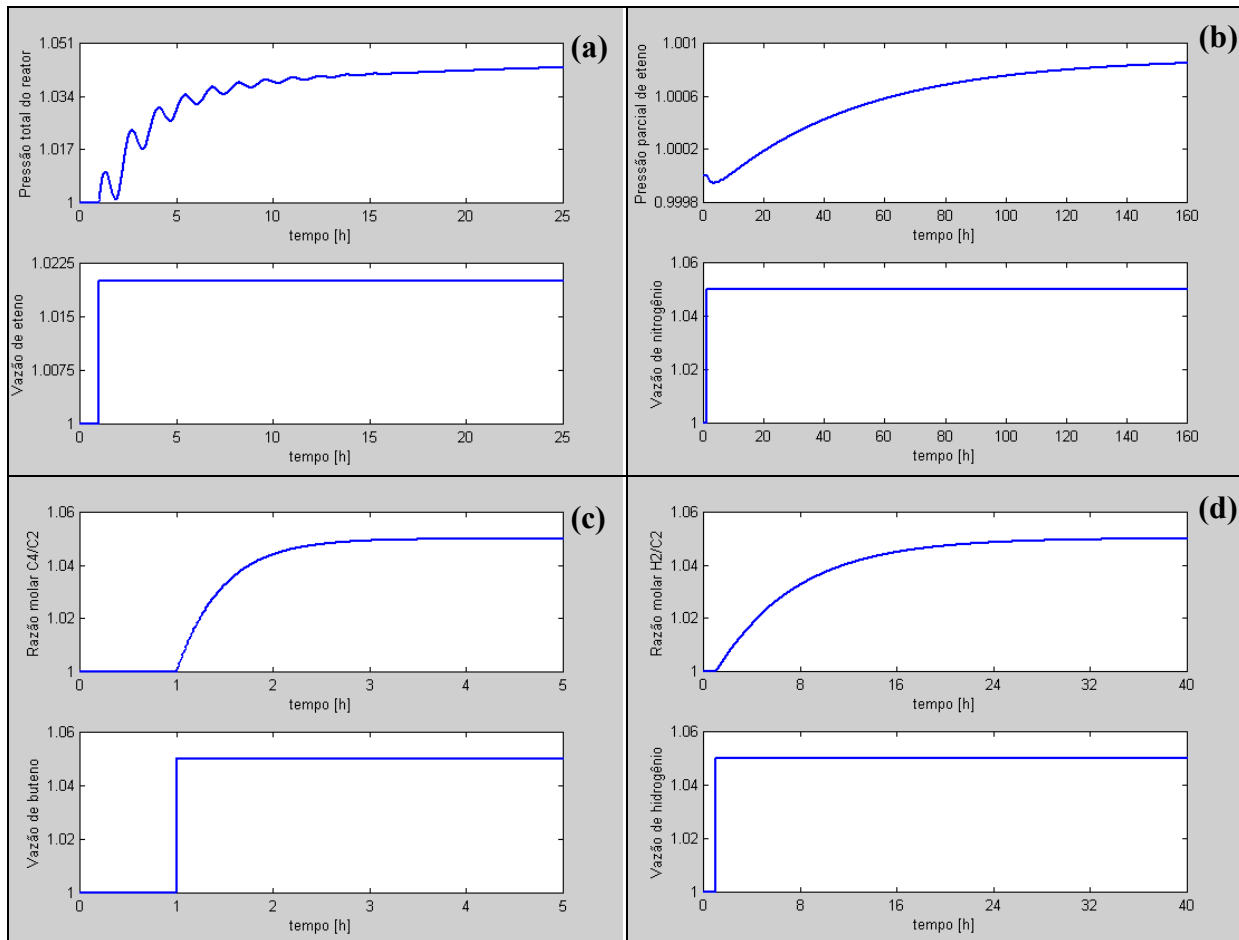 (a)
Pressão total do reator
1.051
1.034
1.017
1
0 5 10 15 20 25
tempo [h]
Vazão de eteno
1.0225
1.015
1.0075
1
0 5 10 15 20 25
tempo [h]
(b)
Pressão parcial de eteno
1.001
1.0006
1.0002
0.9998
0 20 40 60 80 100 120 140 160
tempo [h]
Vazão de nitrogênio
1.06
1.04
1.02
1
0 20 40 60 80 100 120 140 160
tempo [h]
(c)
Razão molar C4/C2
1.06
1.04
1.02
1
0 1 2 3 4 5
tempo [h]
Vazão de buteno
1.06
1.04
1.02
1
0 1 2 3 4 5
tempo [h]
(d)
Razão molar H2/C2
1.06
1.04
1.02
1
0 8 16 24 32 40
tempo [h]
Vazão de hidrogênio
1.06
1.04
1.02
1
0 8 16 24 32 40
tempo [h]